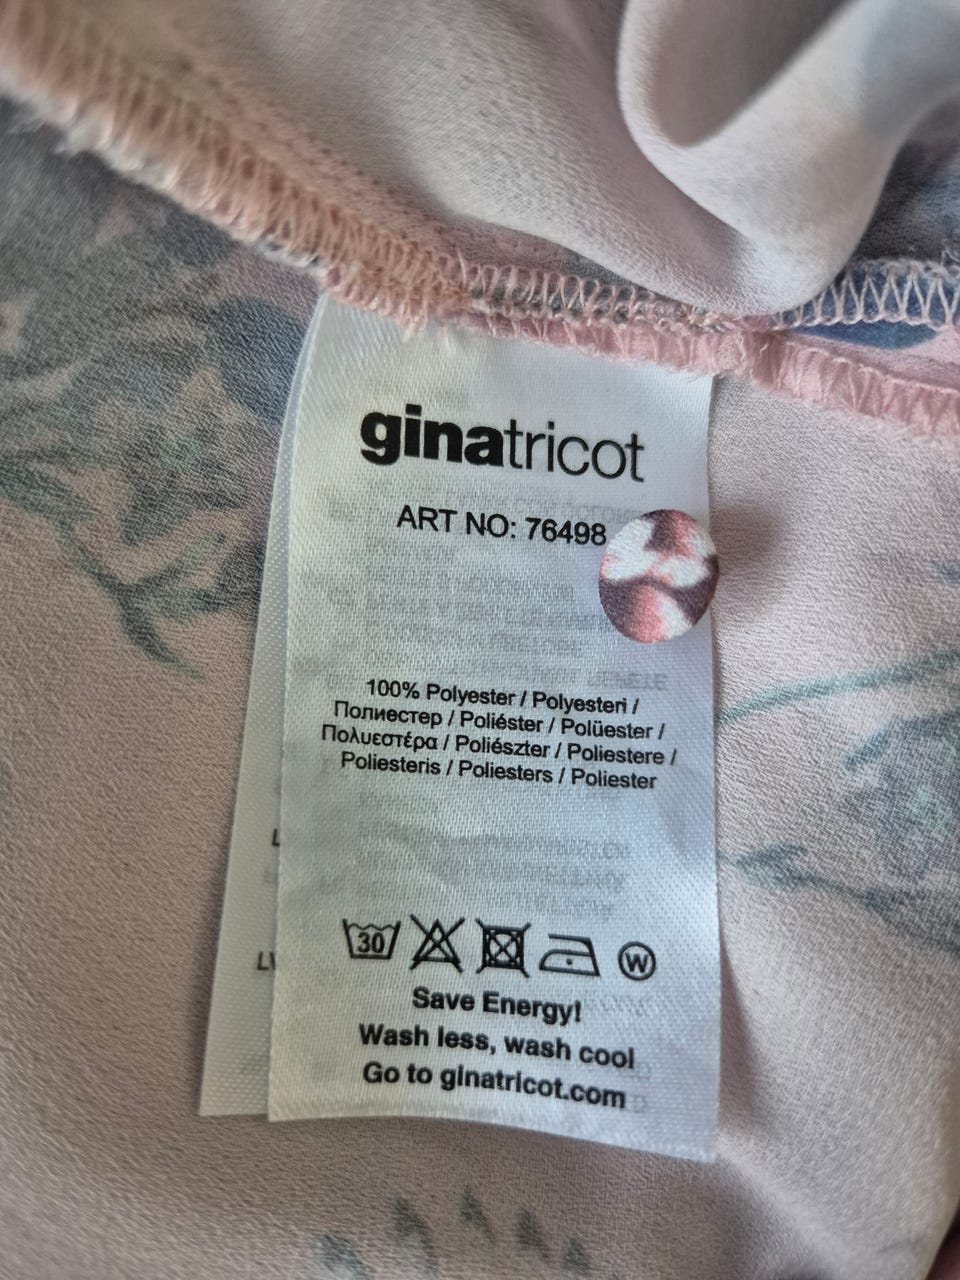 ginatricot
ART NO: 76498
100% Polyester / Polyesteri /
Полиестер / Poliéster / Polüester /
Πολυεστέρα / Poliészter / Poliestere /
Poliesteris / Poliesters / Poliester
30
W
Save Energy!
Wash less, wash cool
Go to ginatricot.com